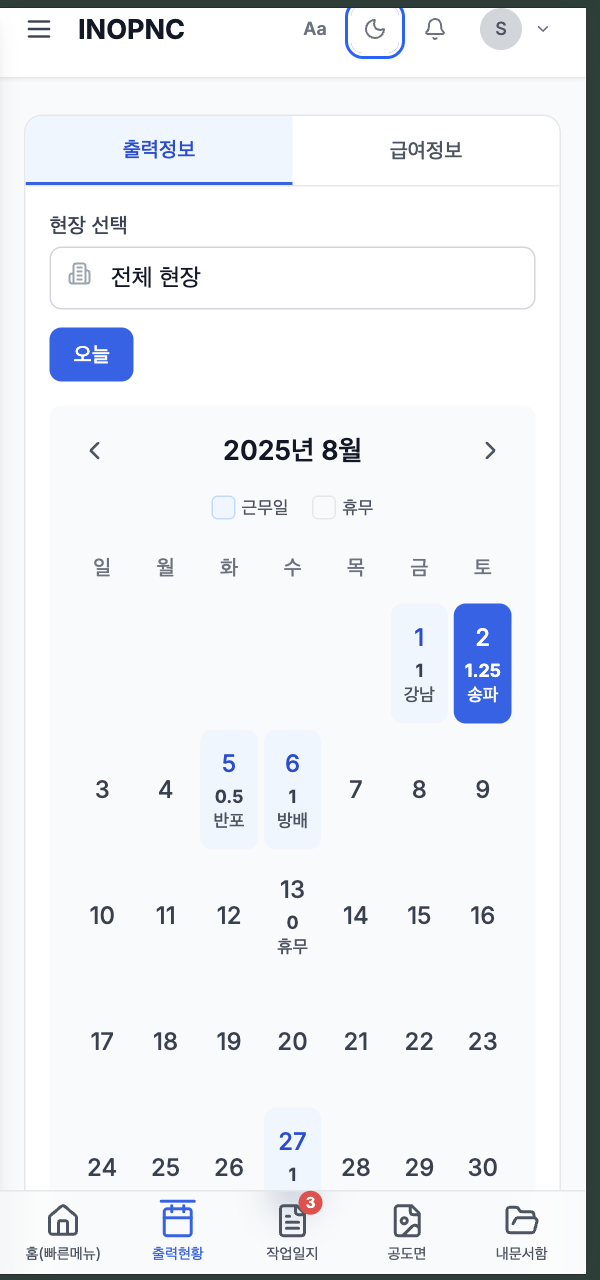 INOPNC Aa S
출력정보 급여정보
현장 선택
전체 현장
오늘
2025년 8월
근무일 휴무
일 월 화 수 목 금 토
1 2
1 1.25
강남 송파
3 4 5 6 7 8 9
0.5 1
반포 방배
10 11 12 13 14 15 16
0
휴무
17 18 19 20 21 22 23
24 25 26 27 28 29 30
1
3
홈(빠른메뉴) 출력현황 작업일지 공도면 내문서함